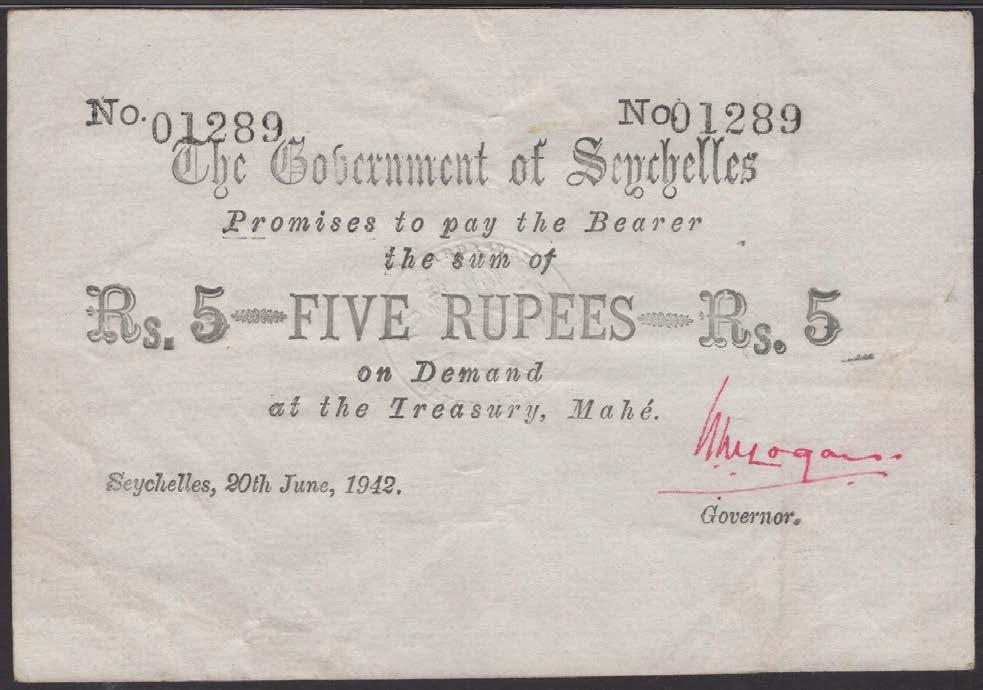 No. 01289 No 01289
The Government of Seychelles
Promises to pay the Bearer
the sum of
Rs. 5 FIVE RUPEES Rs. 5
on Demand
at the Treasury, Mahé.
Seychelles, 20th June, 1942.
Governor.